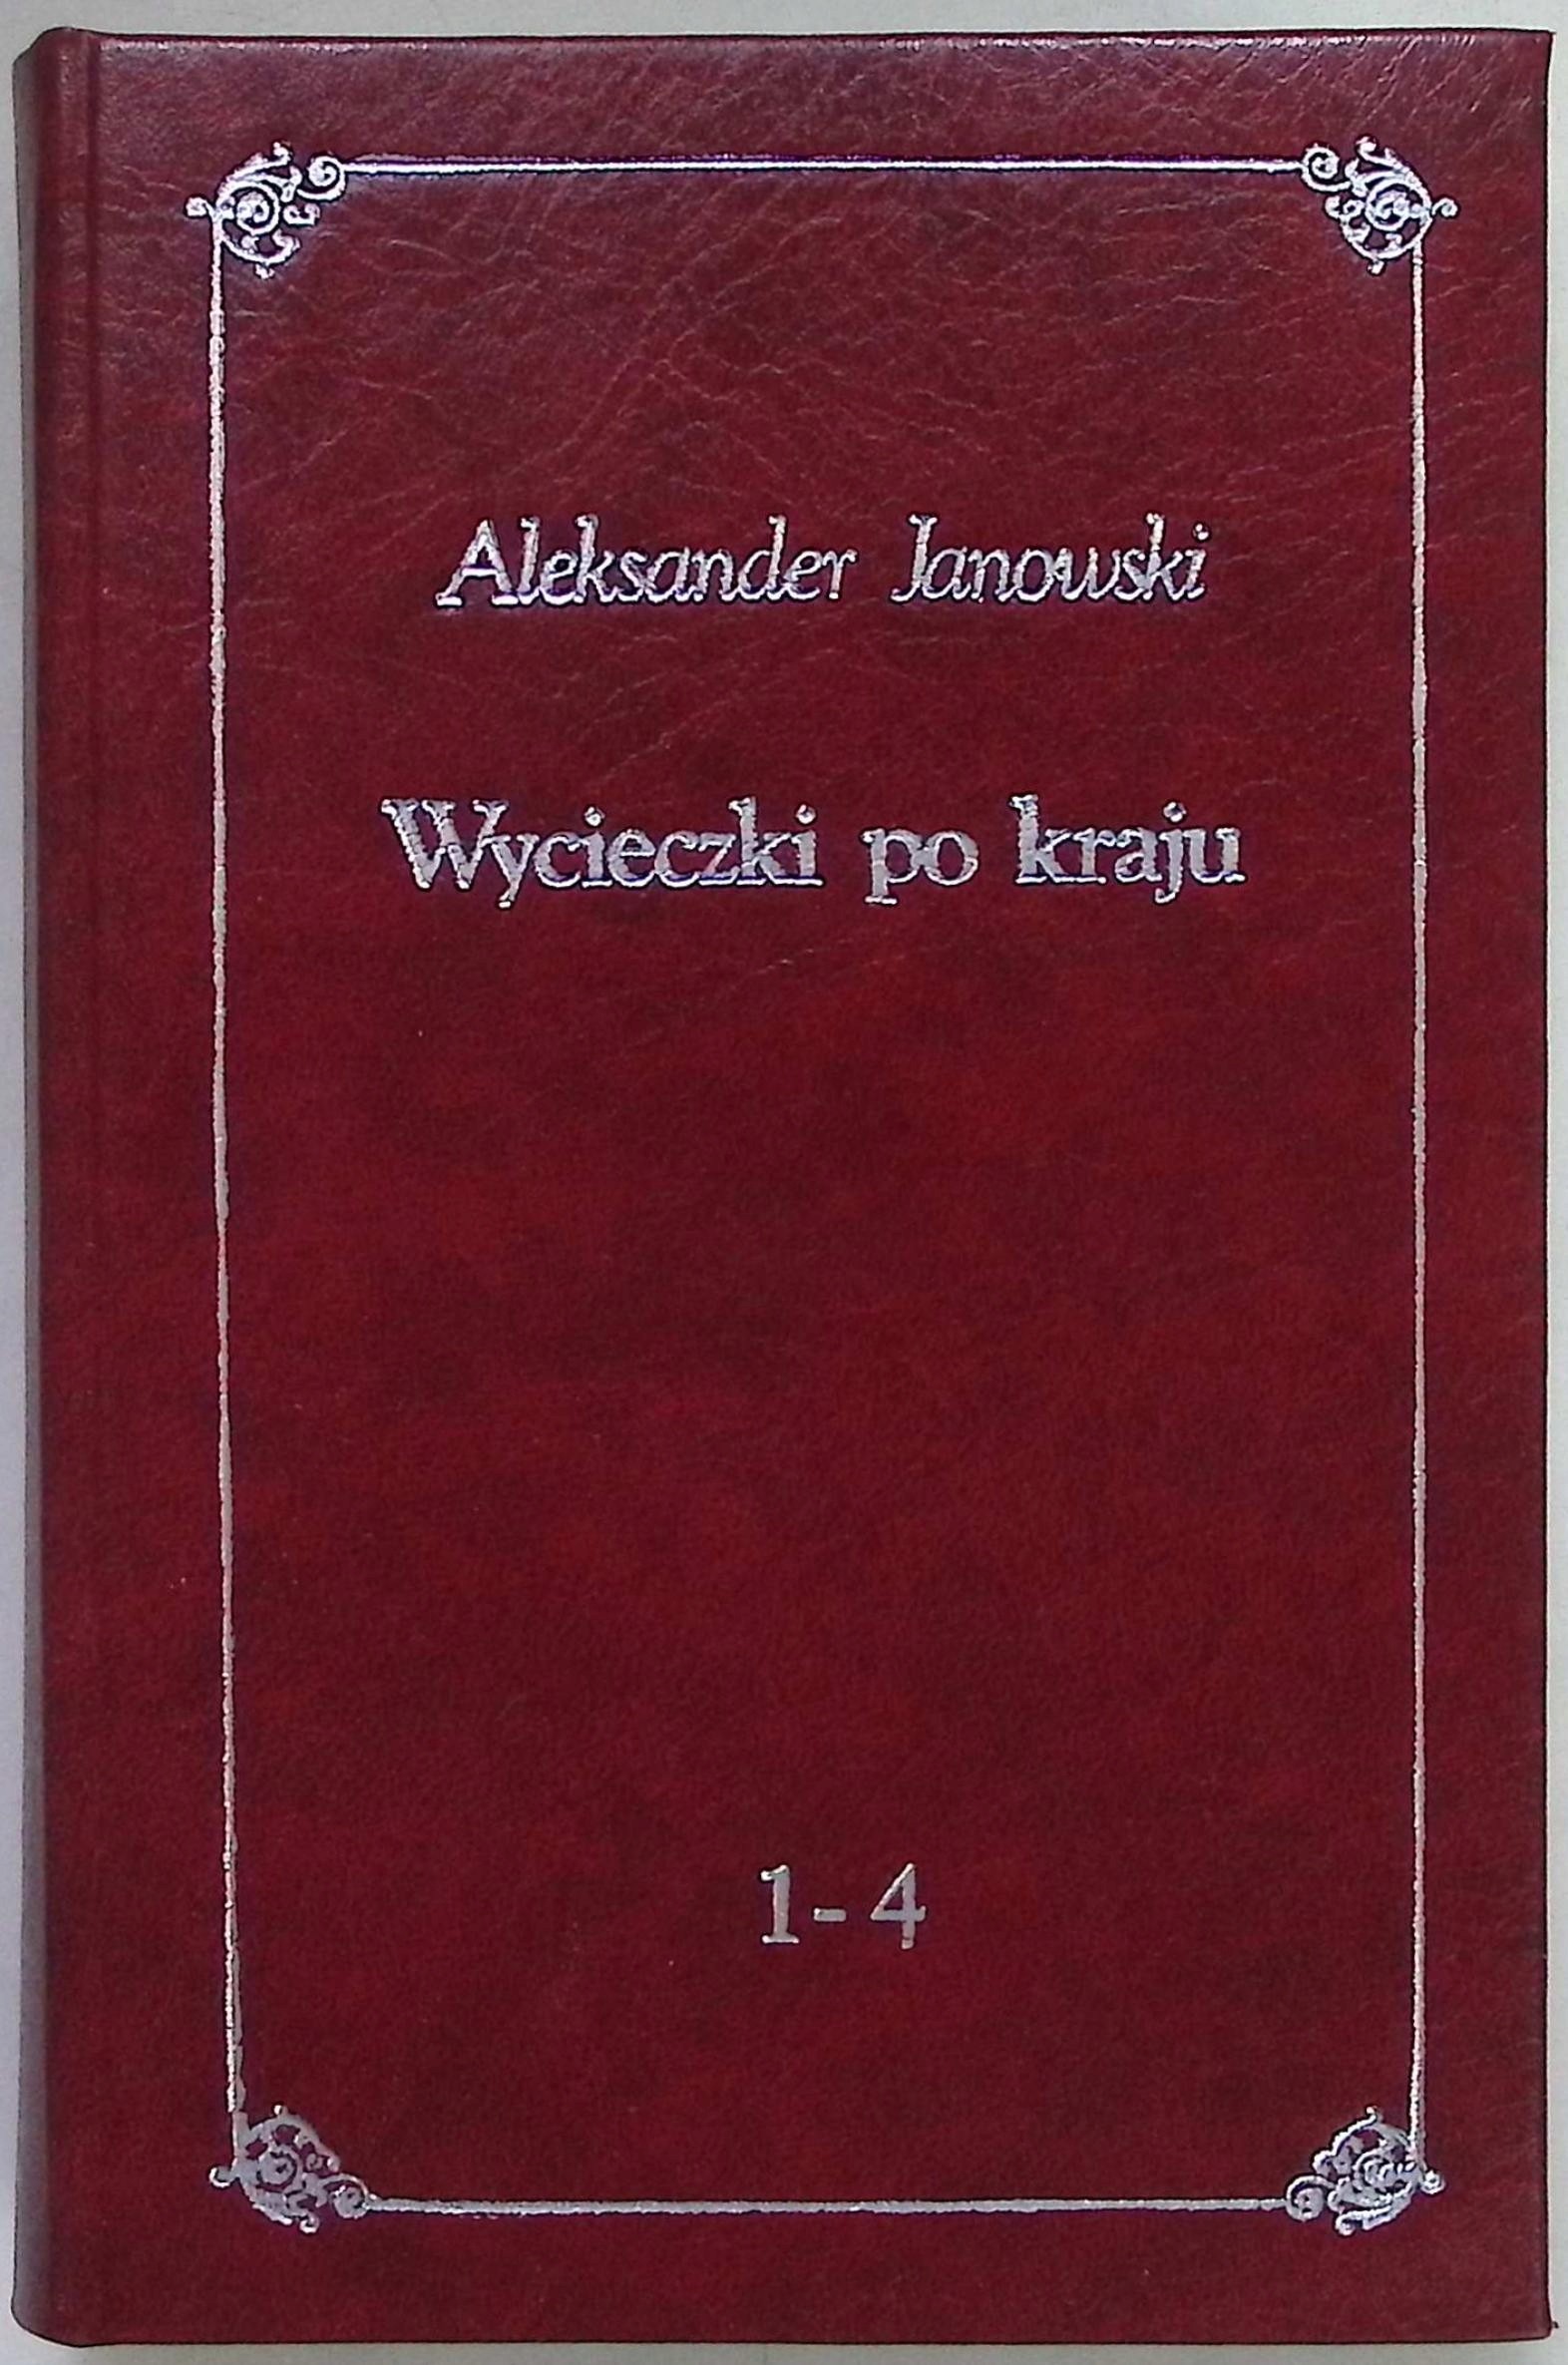 Aleksander Janowski
Wycieczki po kraju
1-4